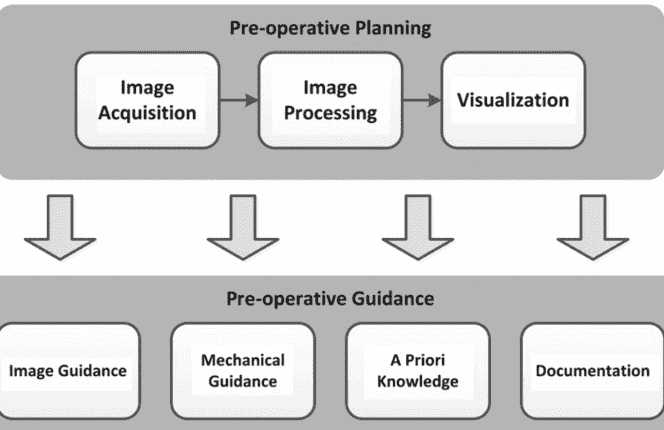 Pre-operative Planning
Image
Acquisition
Image
Processing
Visualization
Pre-operative Guidance
Image Guidance
Mechanical
Guidance
A Priori
Knowledge
Documentation